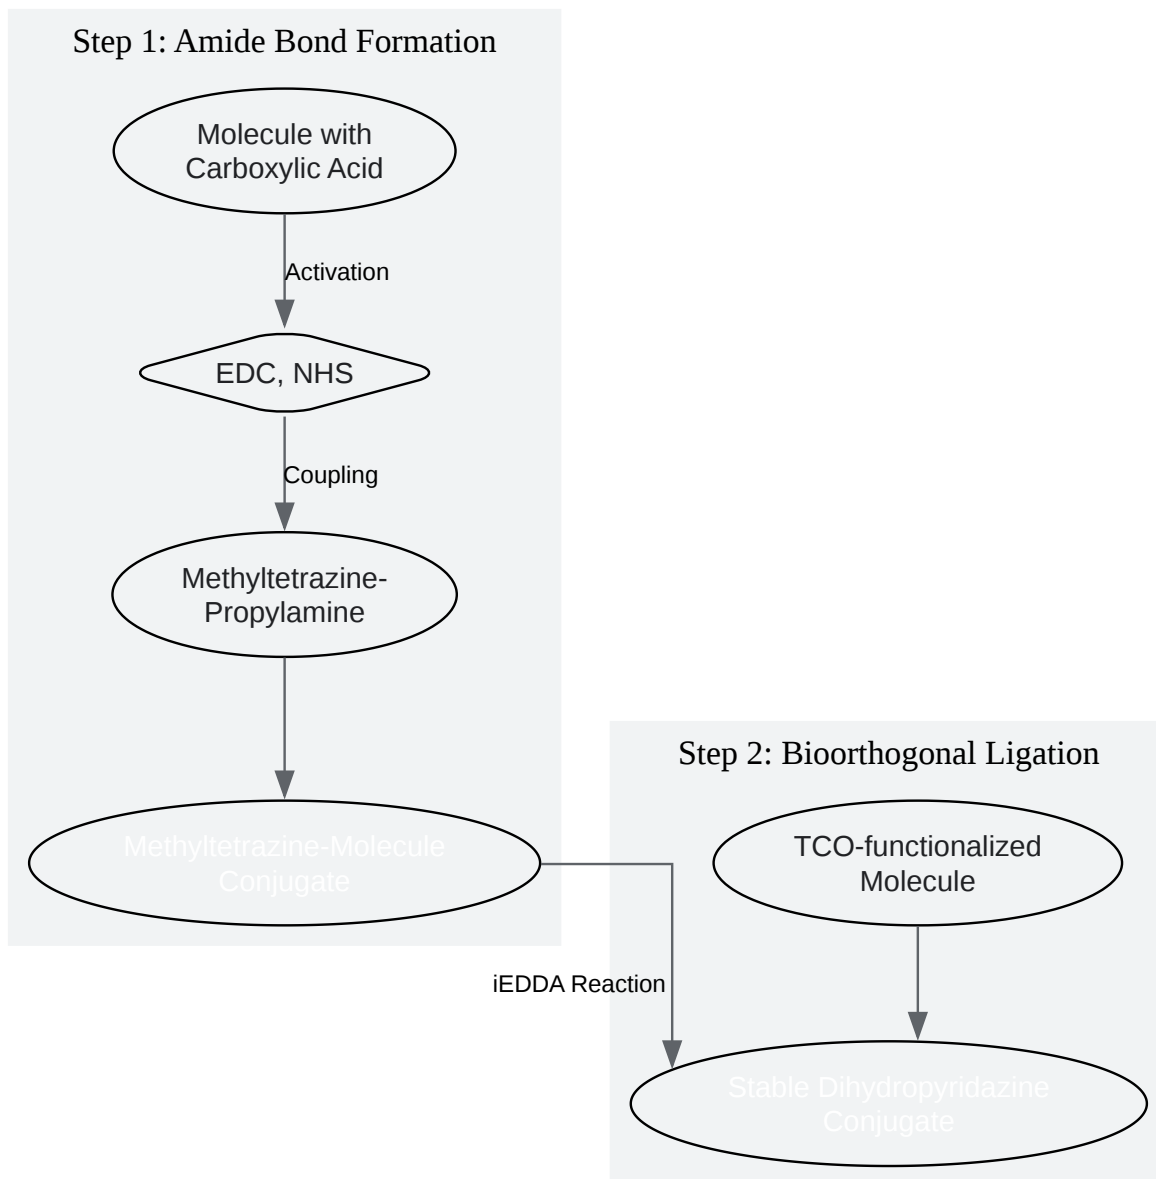 Step 1: Amide Bond Formation
Molecule with
Carboxylic Acid
Activation
EDC, NHS
Coupling
Methyltetrazine-
Propylamine
Methyltetrazine-Molecule
Conjugate
iEDDA Reaction
Step 2: Bioorthogonal Ligation
TCO-functionalized
Molecule
Stable Dihydropyridazine
Conjugate